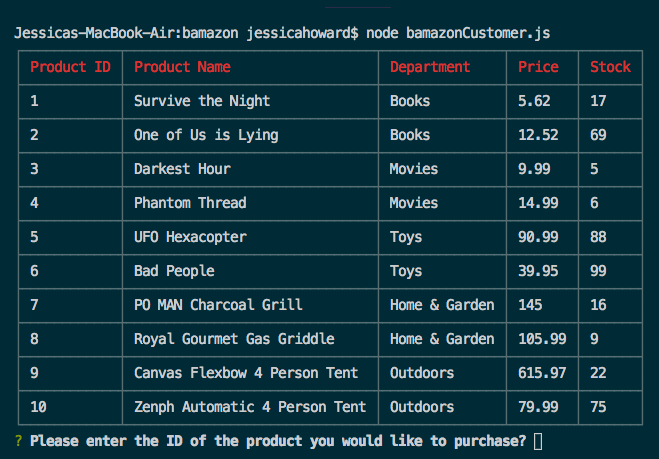 Jessicas-MacBook-Air:bamazon jessicahoward$ node bamazonCustomer.js
Product ID Product Name Department Price Stock
1 Survive the Night Books 5.62 17
2 One of Us is Lying Books 12.52 69
3 Darkest Hour Movies 9.99 5
4 Phantom Thread Movies 14.99 6
5 UFO Hexacopter Toys 90.99 88
6 Bad People Toys 39.95 99
7 PO MAN Charcoal Grill Home & Garden 145 16
8 Royal Gourmet Gas Griddle Home & Garden 105.99 9
9 Canvas Flexbow 4 Person Tent Outdoors 615.97 22
10 Zenph Automatic 4 Person Tent Outdoors 79.99 75
? Please enter the ID of the product you would like to purchase?